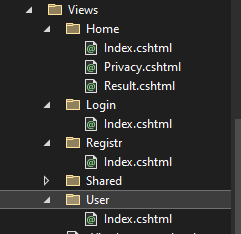 Views
Home
Index.cshtml
Privacy.cshtml
Result.cshtml
Login
Index.cshtml
Registr
Index.cshtml
Shared
User
Index.cshtml